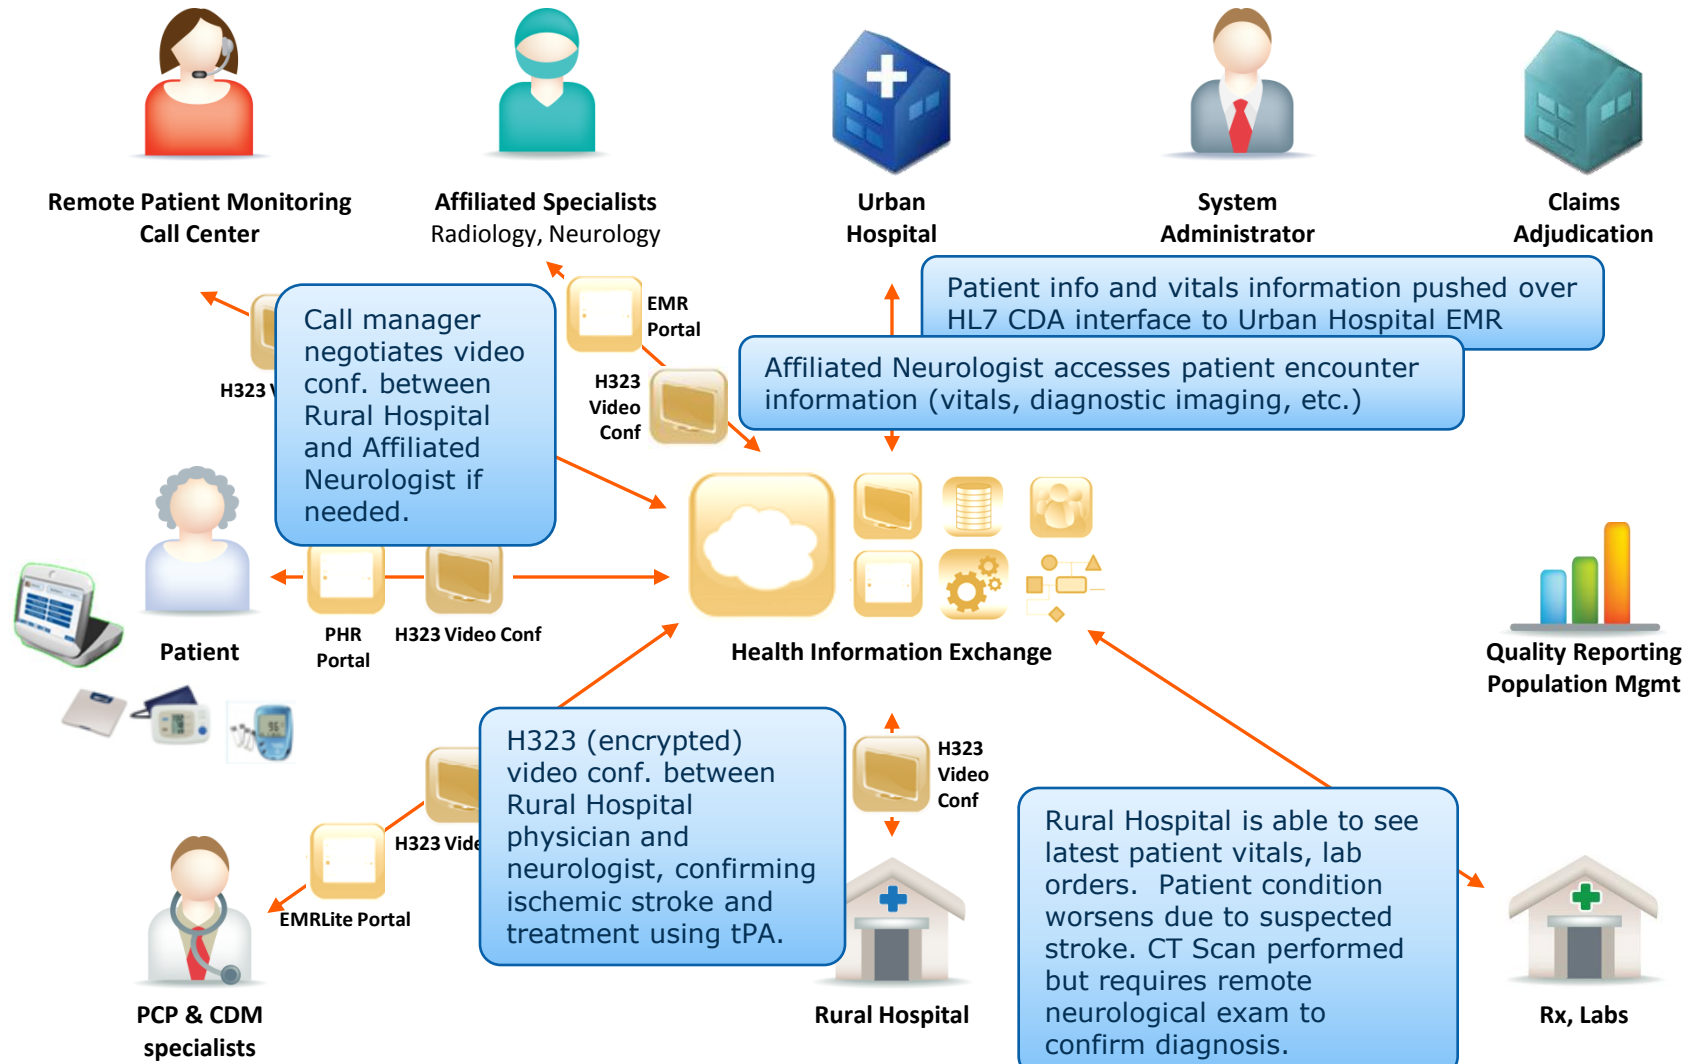 Remote Patient Monitoring
Call Center
Affiliated Specialists
Radiology, Neurology
Urban
Hospital
System
Administrator
Claims
Adjudication
Patient info and vitals information pushed over
HL7 CDA interface to Urban Hospital EMR
Affiliated Neurologist accesses patient encounter
information (vitals, diagnostic imaging, etc.)
EMR
Portal
H323
Video
Conf
H323 V
Call manager
negotiates video
conf. between
Rural Hospital
and Affiliated
Neurologist if
needed.
Patient
PHR
Portal
H323 Video Conf
Health Information Exchange
Quality Reporting
Population Mgmt
H323 (encrypted)
video conf. between
Rural Hospital
physician and
neurologist, confirming
ischemic stroke and
treatment using tPA.
H323
Video
Conf
H323 Vide
EMRLite Portal
Rural Hospital is able to see
latest patient vitals, lab
orders.  Patient condition
worsens due to suspected
stroke. CT Scan performed
but requires remote
neurological exam to
confirm diagnosis.
PCP & CDM
specialists
Rural Hospital
Rx, Labs